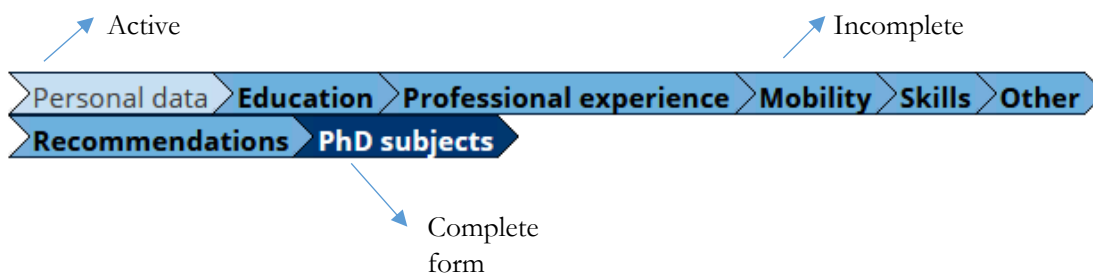 Active
Incomplete
Personal data Education Professional experience Mobility Skills Other
Recommendations PhD subjects
Complete
form